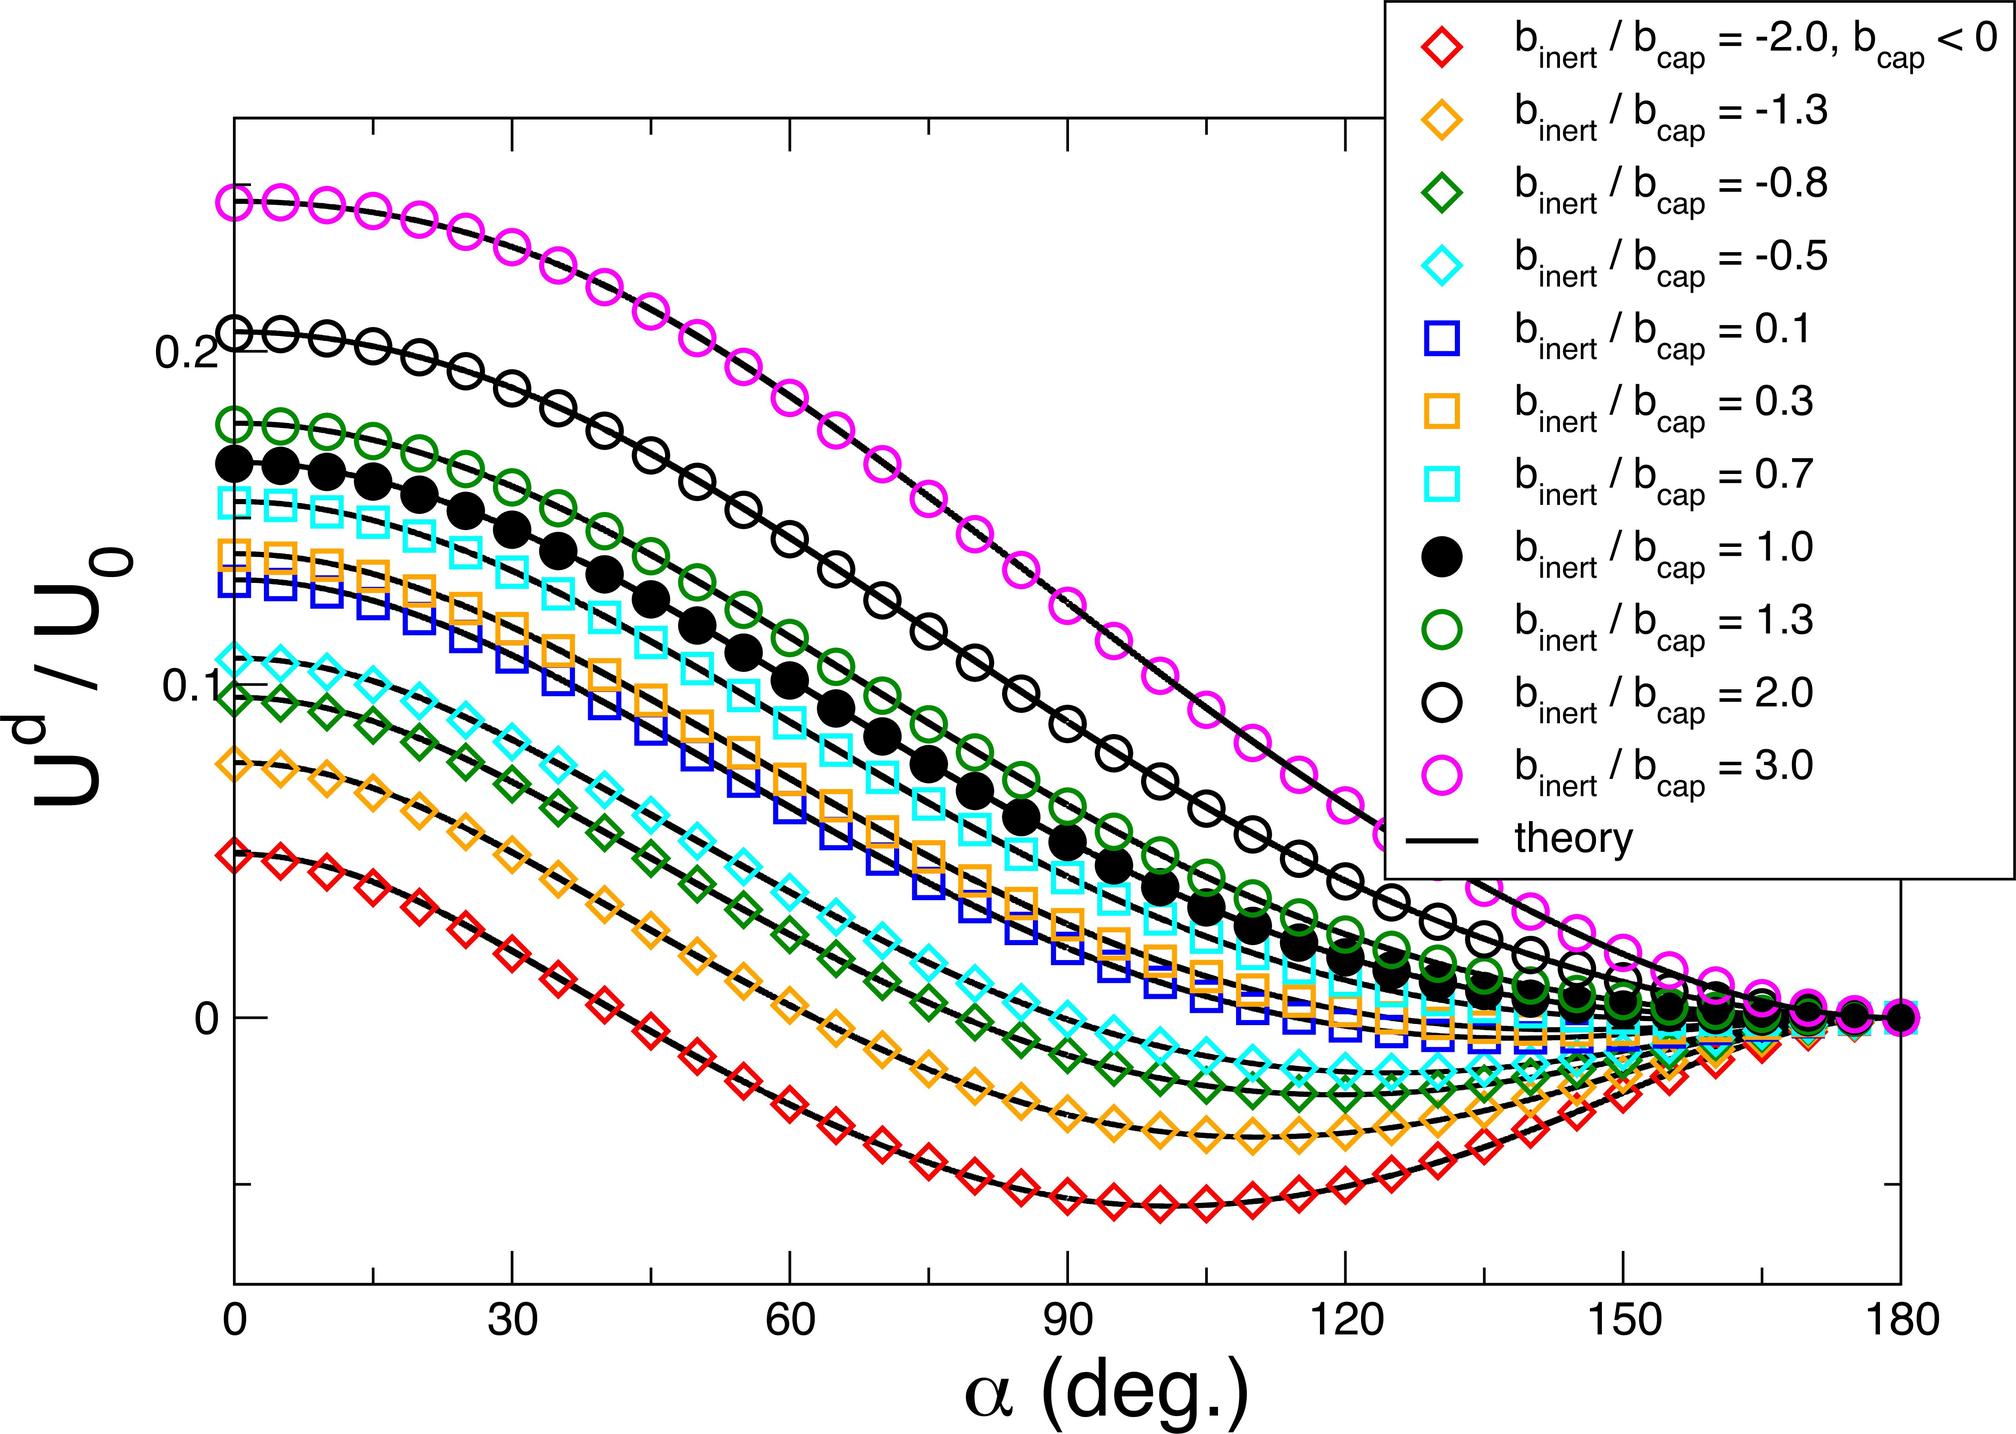 b_inert / b_cap = -2.0, b_cap < 0
b_inert / b_cap = -1.3
b_inert / b_cap = -0.8
b_inert / b_cap = -0.5
b_inert / b_cap = 0.1
b_inert / b_cap = 0.3
b_inert / b_cap = 0.7
b_inert / b_cap = 1.0
b_inert / b_cap = 1.3
b_inert / b_cap = 2.0
b_inert / b_cap = 3.0
theory
U^d / U_0
0.2
0.1
0
0 30 60 90 120 150 180
α (deg.)